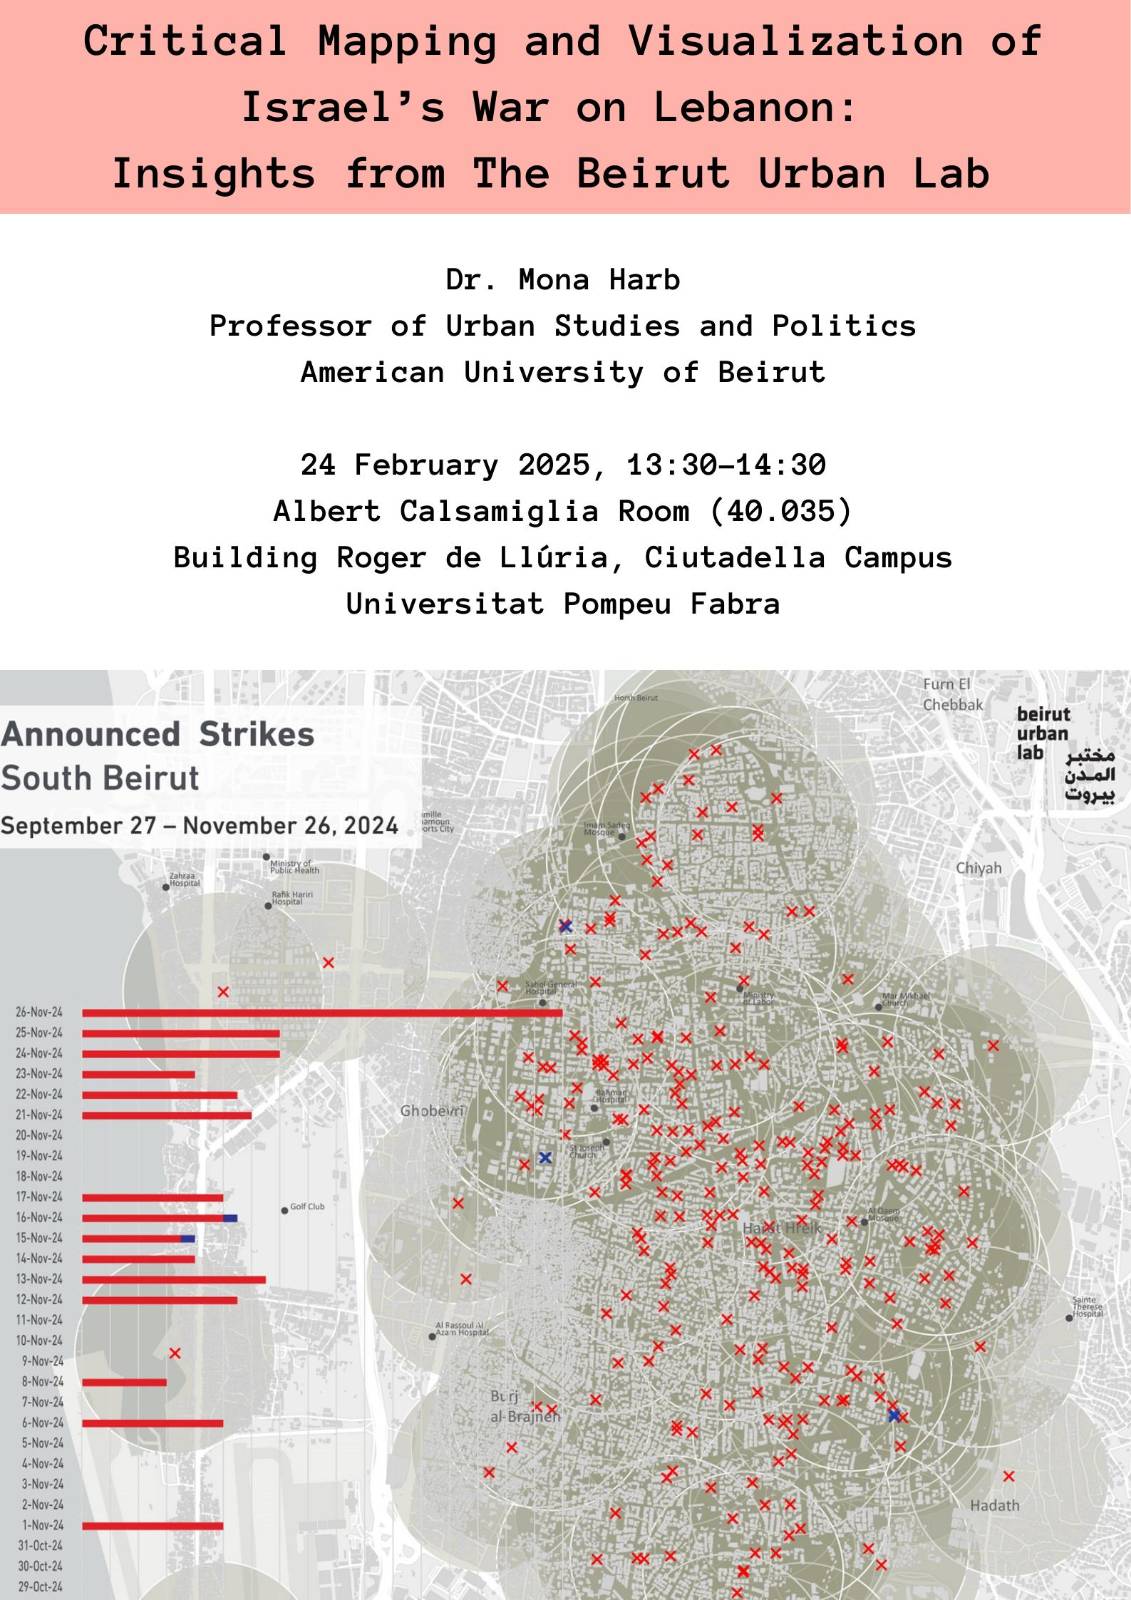 Critical Mapping and Visualization of
Israel’s War on Lebanon:
Insights from The Beirut Urban Lab
Dr. Mona Harb
Professor of Urban Studies and Politics
American University of Beirut
24 February 2025, 13:30–14:30
Albert Calsamiglia Room (40.035)
Building Roger de Llúria, Ciutadella Campus
Universitat Pompeu Fabra
Announced Strikes
South Beirut
September 27 – November 26, 2024
Furn El
Chebbak
beirut
urban
lab
مختبر
المدن
بيروت
Horsh Beirut
Imam Sadeq
Mosque
Ministry of
Public Health
Zahraa
Hospital
Rafik Hariri
Hospital
Chiyah
Sahel General
Hospital
Ministry
of Labor
Mar Mikhael
Church
Ghobeyri
Bahman
Hospital
St Joseph
Church
Golf Club
Haret Hreik
Al Qaem
Mosque
Sainte
Therese
Hospital
Al Rassoul Al
Azam Hospital
Burj
al-Brajneh
Hadath
26-Nov-24
25-Nov-24
24-Nov-24
23-Nov-24
22-Nov-24
21-Nov-24
20-Nov-24
19-Nov-24
18-Nov-24
17-Nov-24
16-Nov-24
15-Nov-24
14-Nov-24
13-Nov-24
12-Nov-24
11-Nov-24
10-Nov-24
9-Nov-24
8-Nov-24
7-Nov-24
6-Nov-24
5-Nov-24
4-Nov-24
3-Nov-24
2-Nov-24
1-Nov-24
31-Oct-24
30-Oct-24
29-Oct-24